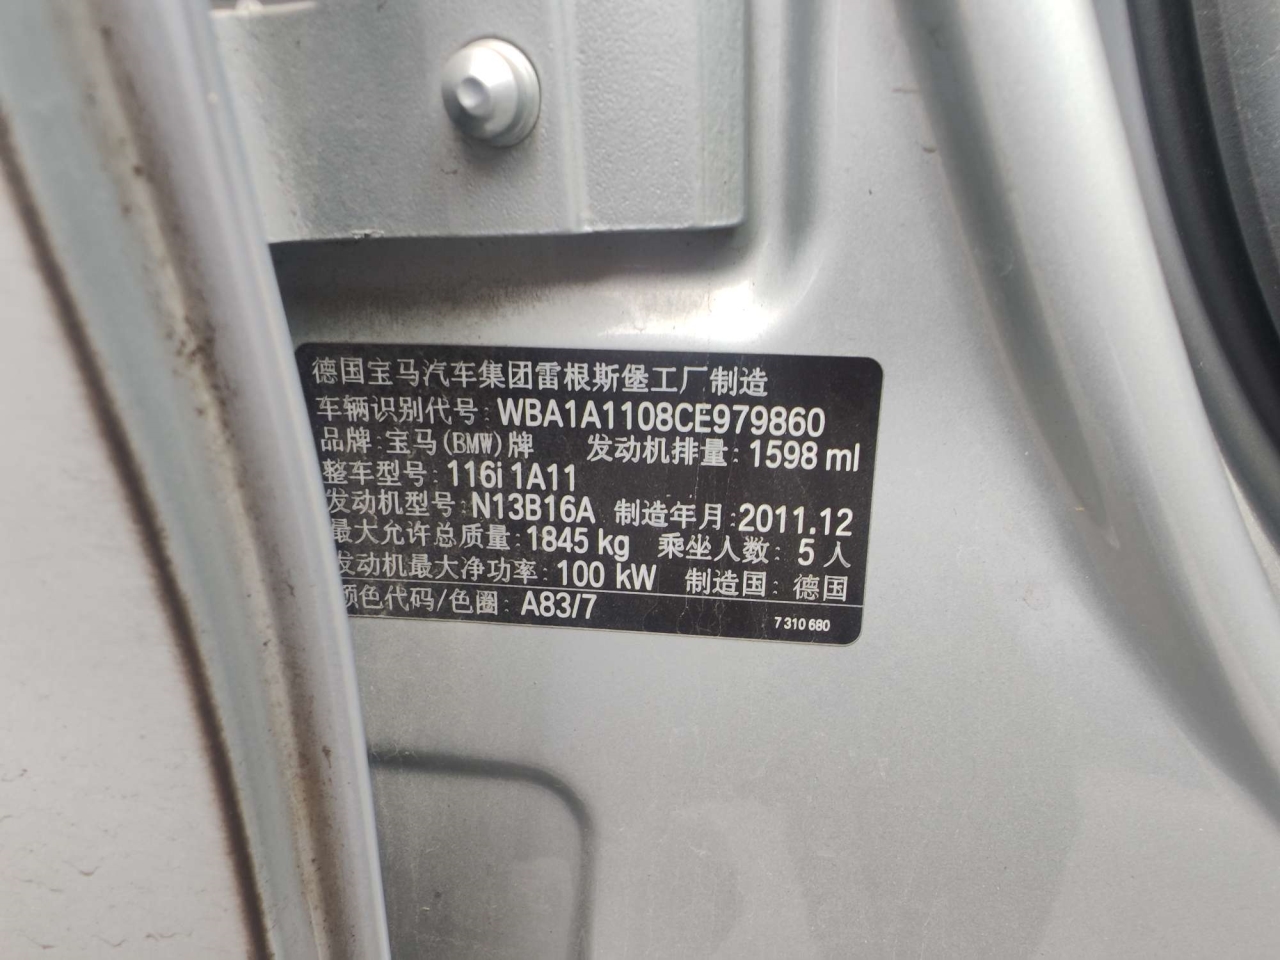 德国宝马汽车集团雷根斯堡工厂制造
车辆识别代号: WBA1A1108CE979860
品牌: 宝马(BMW)牌 发动机排量: 1598 ml
整车型号: 116i 1A11
发动机型号: N13B16A 制造年月: 2011.12
最大允许总质量: 1845 kg 乘坐人数: 5 人
发动机最大净功率: 100 kW 制造国: 德国
颜色代码/色圈: A83/7
7 310 680